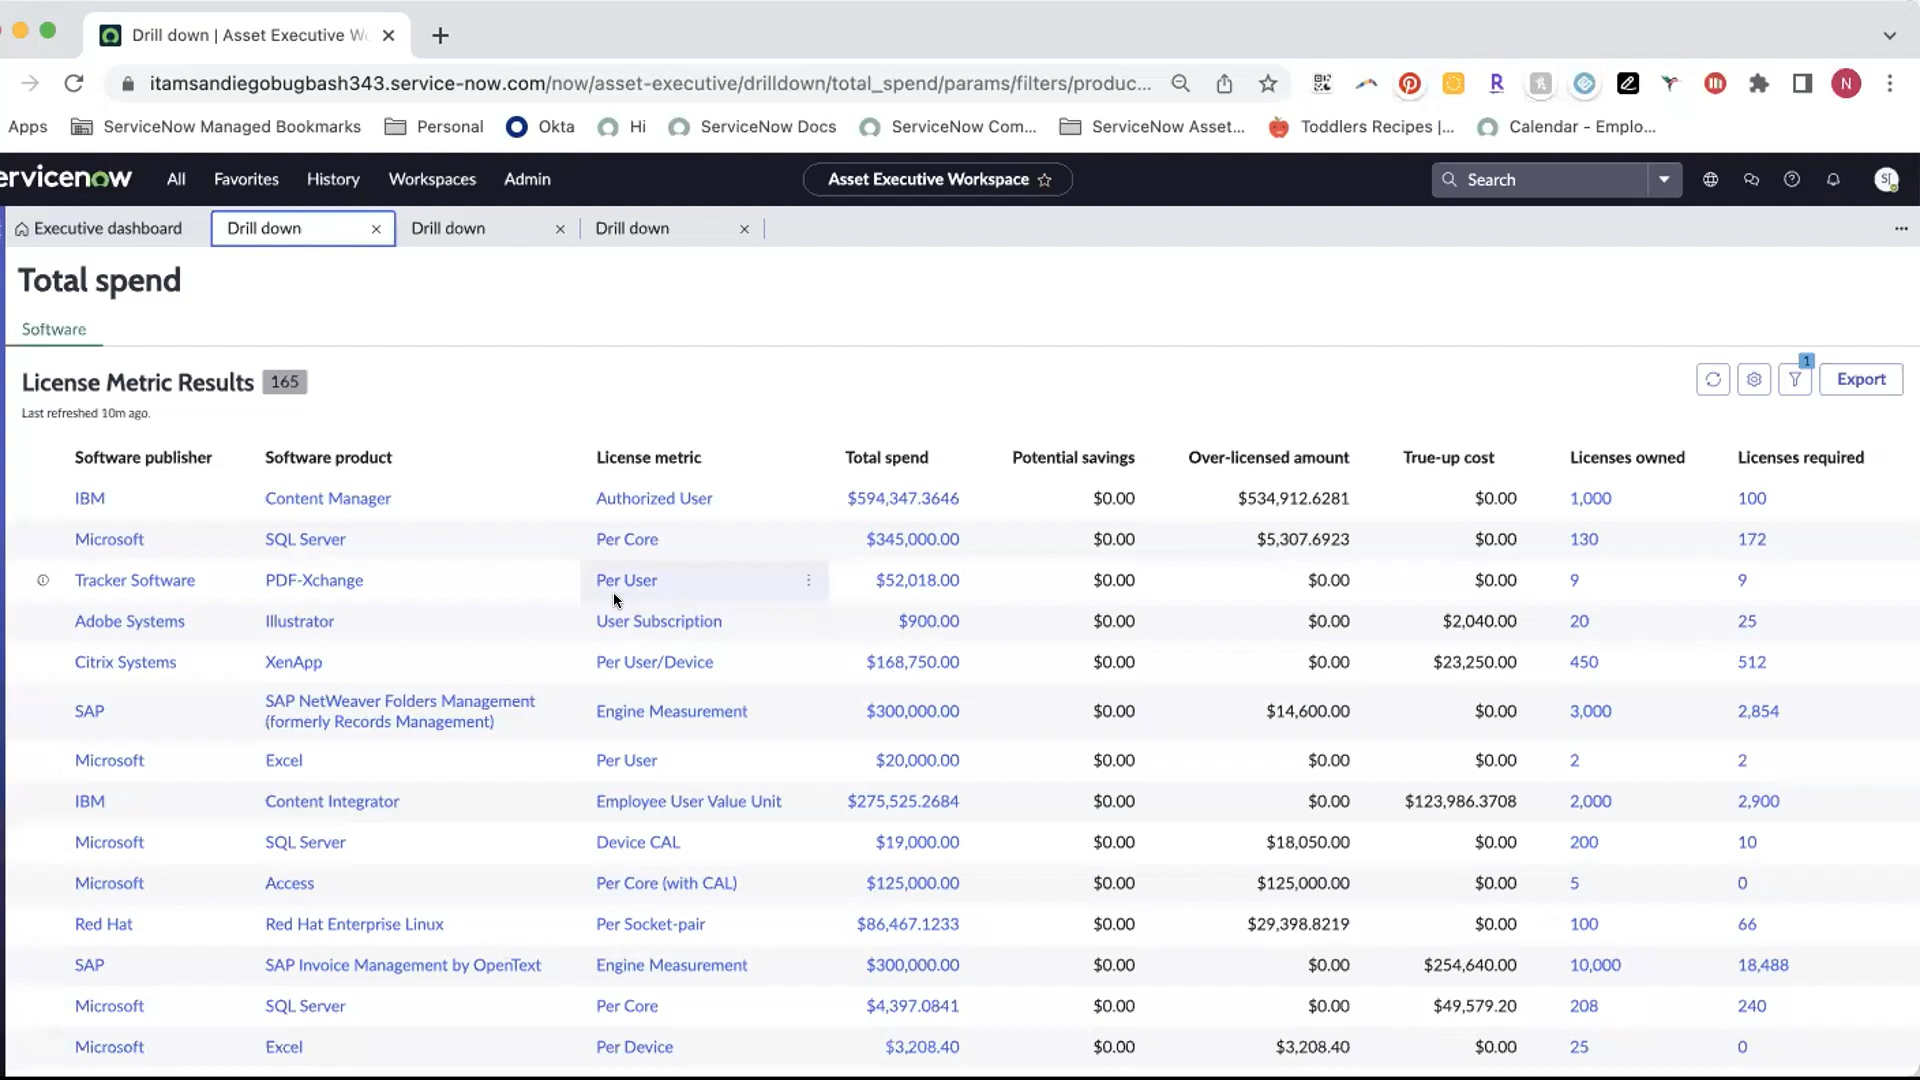 Drill down | Asset Executive Wo
itamsandiegobugbash343.service-now.com/now/asset-executive/drilldown/total_spend/params/filters/produc...
N
Apps ServiceNow Managed Bookmarks Personal Okta Hi ServiceNow Docs ServiceNow Com... ServiceNow Asset... Toddlers Recipes |... Calendar - Emplo...
ervicenow All Favorites History Workspaces Admin Asset Executive Workspace Search
Executive dashboard Drill down Drill down Drill down
Total spend
Software
License Metric Results 165 1 Export
Last refreshed 10m ago.
Software publisher Software product License metric Total spend Potential savings Over-licensed amount True-up cost Licenses owned Licenses required
IBM Content Manager Authorized User $594,347.3646 $0.00 $534,912.6281 $0.00 1,000 100
Microsoft SQL Server Per Core $345,000.00 $0.00 $5,307.6923 $0.00 130 172
Tracker Software PDF-Xchange Per User $52,018.00 $0.00 $0.00 $0.00 9 9
Adobe Systems Illustrator User Subscription $900.00 $0.00 $0.00 $2,040.00 20 25
Citrix Systems XenApp Per User/Device $168,750.00 $0.00 $0.00 $23,250.00 450 512
SAP SAP NetWeaver Folders Management (formerly Records Management) Engine Measurement $300,000.00 $0.00 $14,600.00 $0.00 3,000 2,854
Microsoft Excel Per User $20,000.00 $0.00 $0.00 $0.00 2 2
IBM Content Integrator Employee User Value Unit $275,525.2684 $0.00 $0.00 $123,986.3708 2,000 2,900
Microsoft SQL Server Device CAL $19,000.00 $0.00 $18,050.00 $0.00 200 10
Microsoft Access Per Core (with CAL) $125,000.00 $0.00 $125,000.00 $0.00 5 0
Red Hat Red Hat Enterprise Linux Per Socket-pair $86,467.1233 $0.00 $29,398.8219 $0.00 100 66
SAP SAP Invoice Management by OpenText Engine Measurement $300,000.00 $0.00 $0.00 $254,640.00 10,000 18,488
Microsoft SQL Server Per Core $4,397.0841 $0.00 $0.00 $49,579.20 208 240
Microsoft Excel Per Device $3,208.40 $0.00 $3,208.40 $0.00 25 0